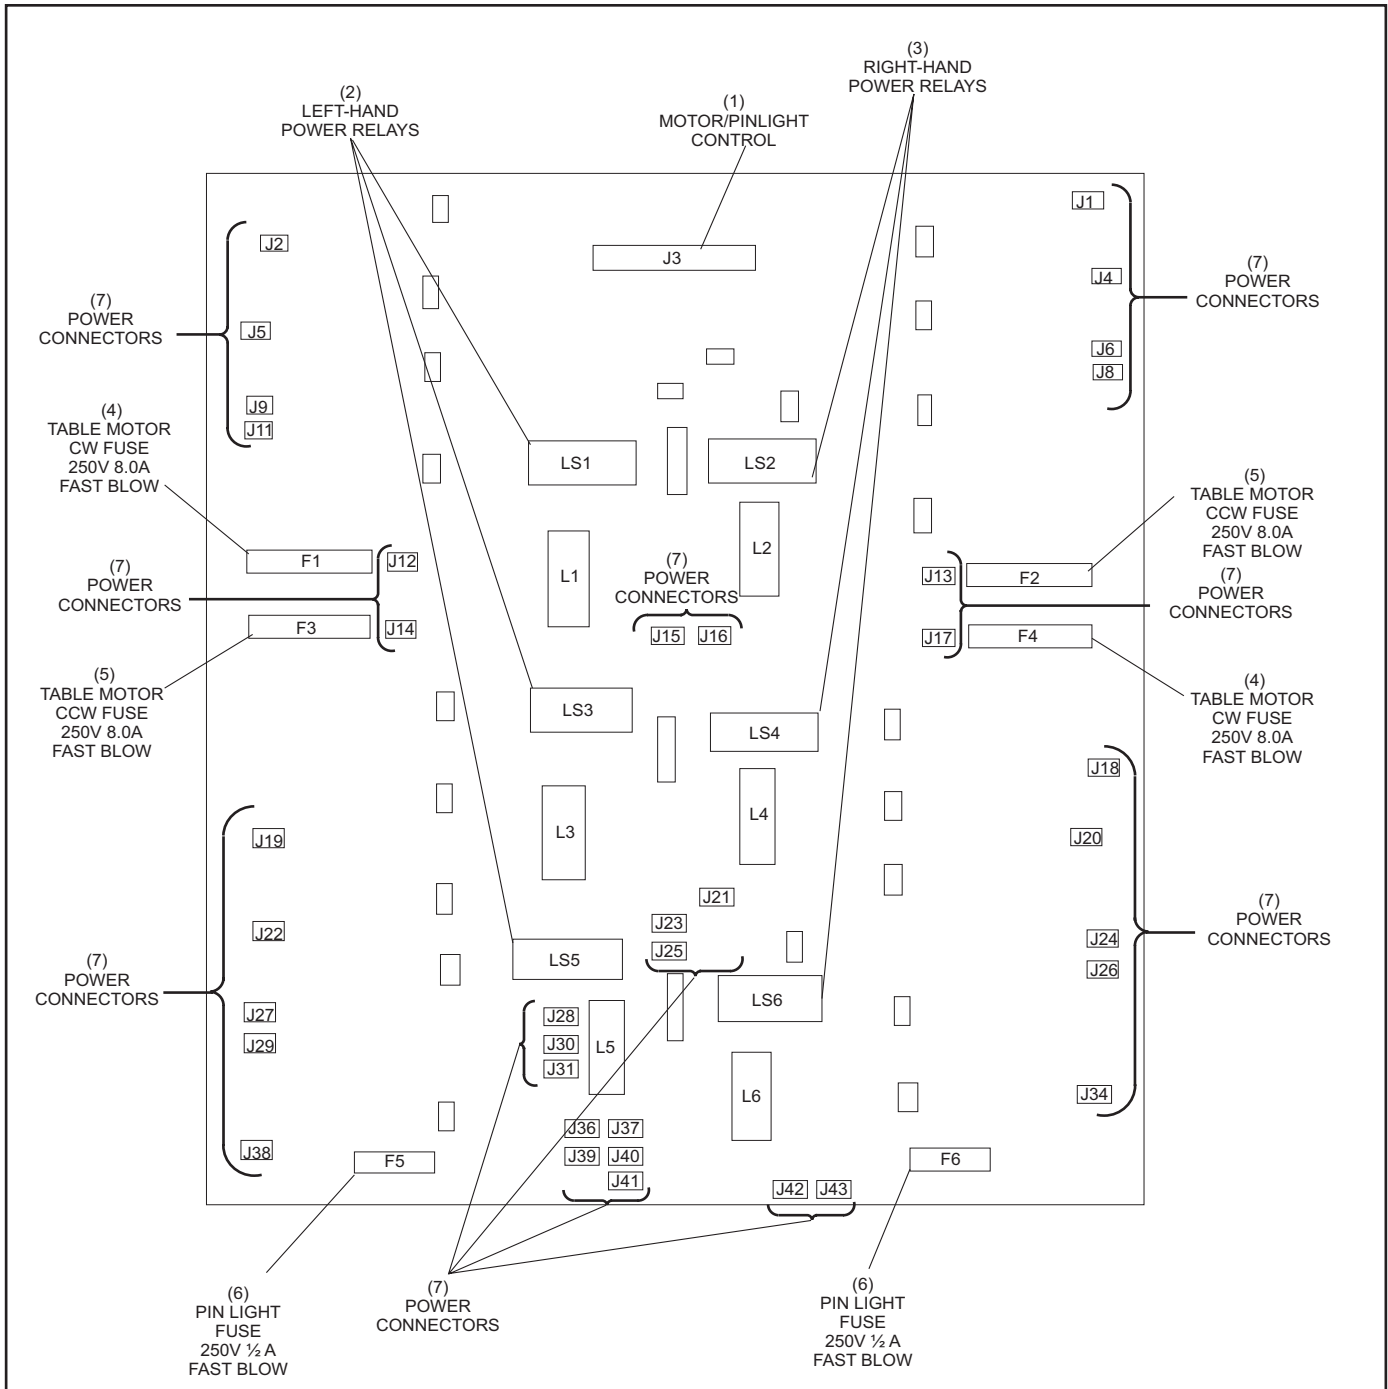 (3)
RIGHT-HAND
POWER RELAYS
(2)
LEFT-HAND
POWER RELAYS
(1)
MOTOR/PINLIGHT
CONTROL
J1
J2
J3
J4
(7)
POWER
CONNECTORS
(7)
POWER
CONNECTORS
J5
J6
J8
J9
J11
(4)
TABLE MOTOR
CW FUSE
250V 8.0A
FAST BLOW
LS1
LS2
(5)
TABLE MOTOR
CCW FUSE
250V 8.0A
FAST BLOW
F1
J12
L1
L2
J13
F2
(7)
POWER
CONNECTORS
(7)
POWER
CONNECTORS
(7)
POWER
CONNECTORS
F3
J14
J15
J16
J17
F4
(5)
TABLE MOTOR
CCW FUSE
250V 8.0A
FAST BLOW
(4)
TABLE MOTOR
CW FUSE
250V 8.0A
FAST BLOW
LS3
LS4
J18
J19
L3
L4
J20
J21
J22
J23
J24
(7)
POWER
CONNECTORS
J25
LS5
J26
(7)
POWER
CONNECTORS
LS6
J27
J28
J29
J30
L5
J31
L6
J34
J36
J37
J38
J39
J40
F5
F6
J41
J42
J43
(6)
PIN LIGHT
FUSE
250V ½ A
FAST BLOW
(7)
POWER
CONNECTORS
(6)
PIN LIGHT
FUSE
250V ½ A
FAST BLOW